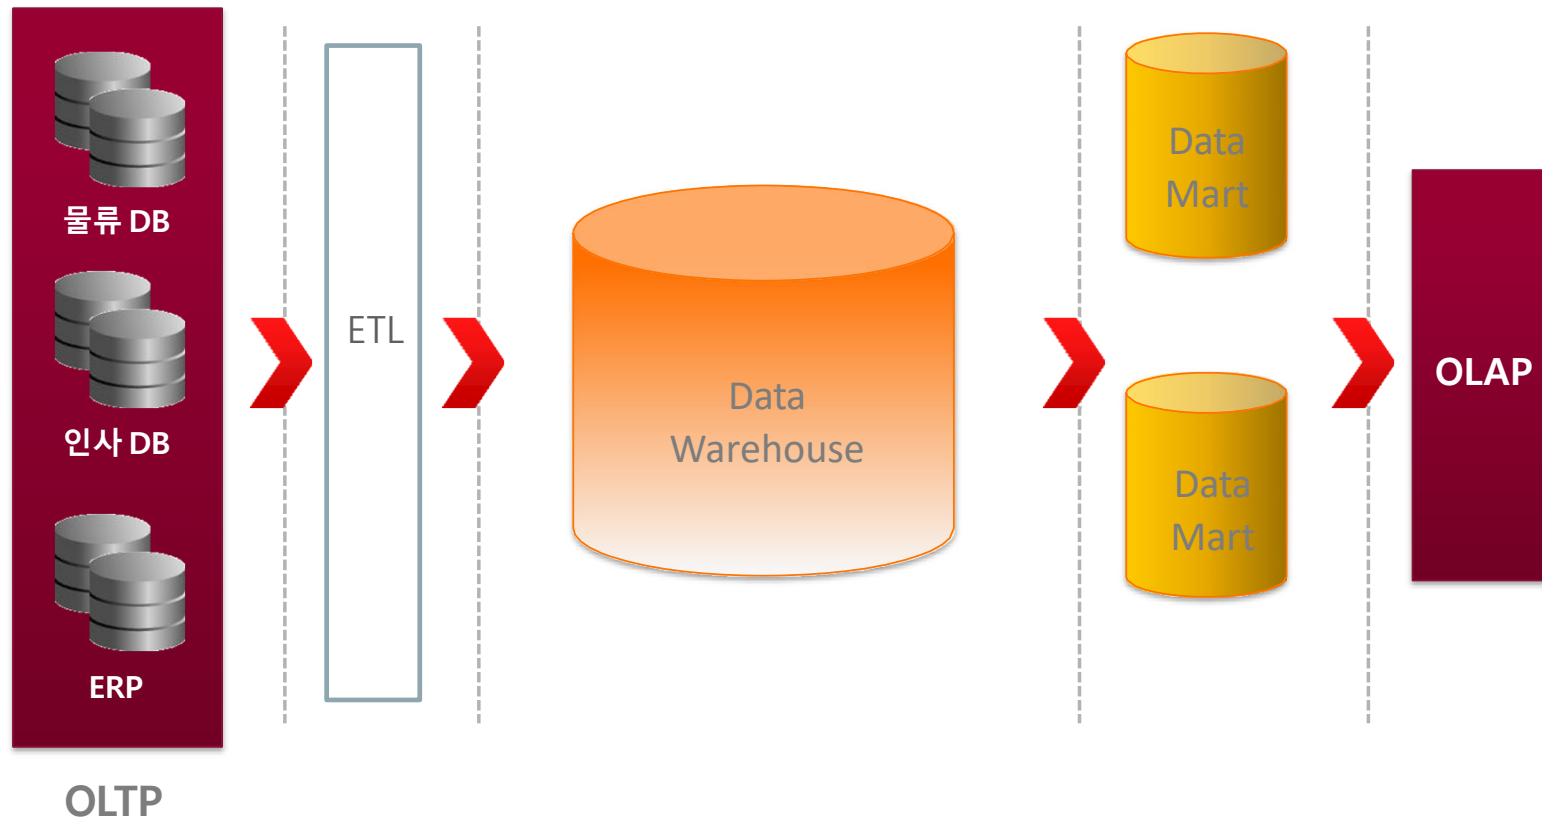 물류 DB
인사 DB
ERP
OLTP
ETL
Data
Warehouse
Data
Mart
Data
Mart
OLAP